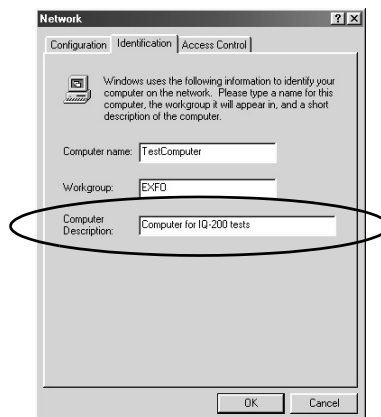 Network
Configuration Identification Access Control
Windows uses the following information to identify your
computer on the network. Please type a name for this
computer, the workgroup it will appear in, and a short
description of the computer.
Computer name: TestComputer
Workgroup: EXFO
Computer
Description: Computer for IQ-200 tests
OK Cancel